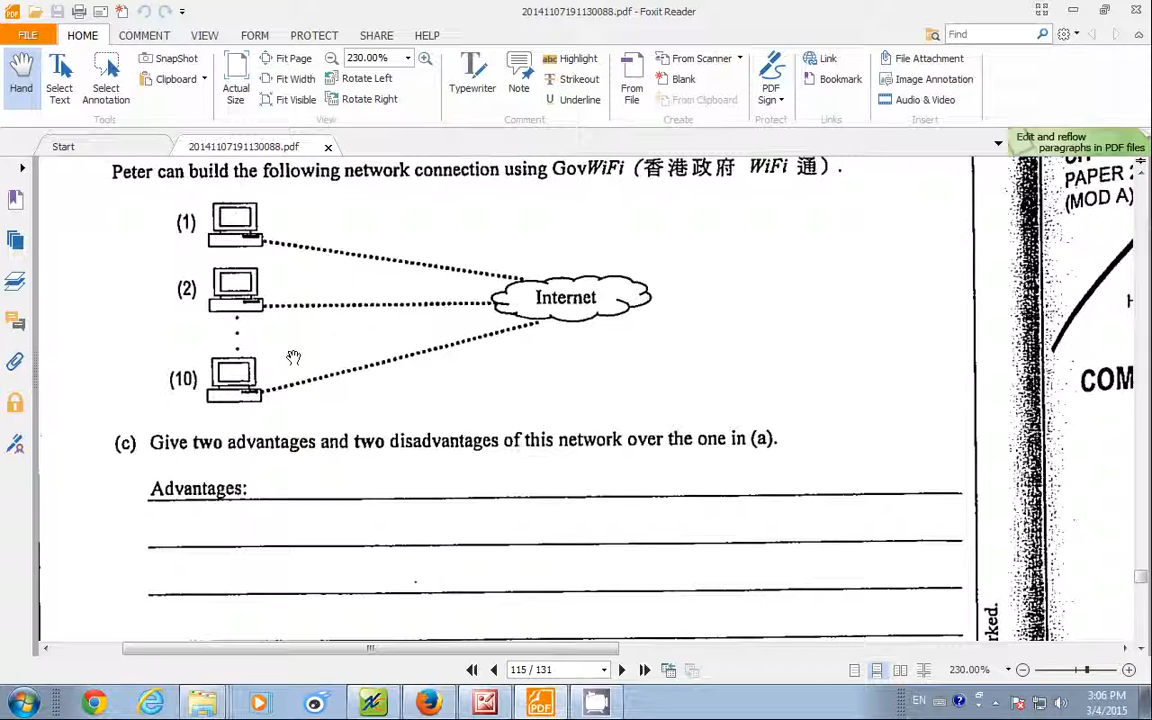 20141107191130088.pdf - Foxit Reader
FILE HOME COMMENT VIEW FORM PROTECT SHARE HELP
Find
Hand
Select Text
Select Annotation
SnapShot
Clipboard
Tools
Actual Size
Fit Page
Fit Width
Fit Visible
230.00%
Rotate Left
Rotate Right
View
Typewriter
Note
Highlight
Strikeout
Underline
Comment
From File
From Scanner
Blank
From Clipboard
Create
PDF Sign
Protect
Link
Bookmark
Links
File Attachment
Image Annotation
Audio & Video
Insert
Start
20141107191130088.pdf
Edit and reflow
paragraphs in PDF files
Peter can build the following network connection using GovWiFi (香港政府 WiFi 通).
(1)
(2)
Internet
(10)
(c) Give two advantages and two disadvantages of this network over the one in (a).
Advantages:
PAPER 2
(MOD A)
H
COM
rked.
115 / 131
230.00%
EN
3:06 PM
3/4/2015